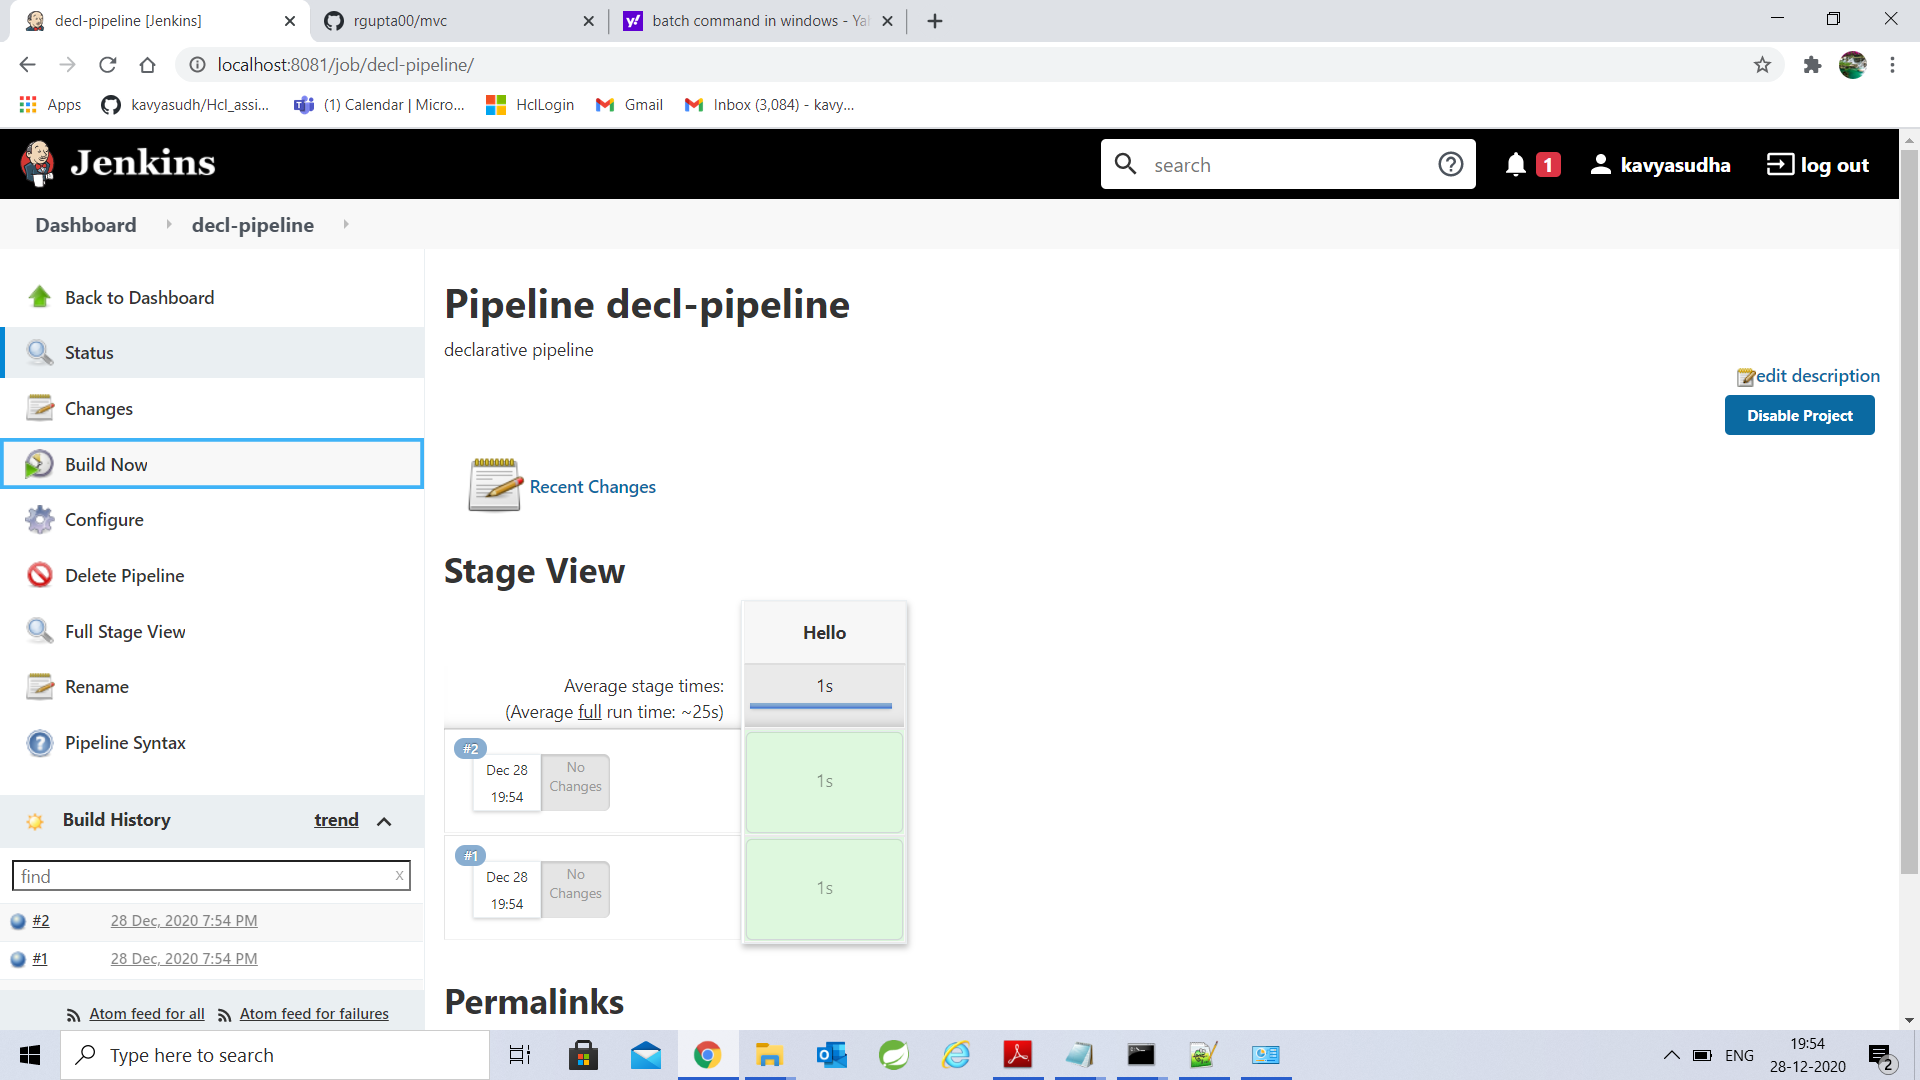 decl-pipeline [Jenkins]
rgupta00/mvc
batch command in windows - Ya
localhost:8081/job/decl-pipeline/
Apps
kavyasudh/Hcl_assi...
(1) Calendar | Micro...
HclLogin
Gmail
Inbox (3,084) - kavy...
Jenkins
search
1
kavyasudha
log out
Dashboard
decl-pipeline
Back to Dashboard
Status
Changes
Build Now
Configure
Delete Pipeline
Full Stage View
Rename
Pipeline Syntax
Build History
trend
find
x
#2
28 Dec, 2020 7:54 PM
#1
28 Dec, 2020 7:54 PM
Atom feed for all
Atom feed for failures
Pipeline decl-pipeline
declarative pipeline
edit description
Disable Project
Recent Changes
Stage View
Hello
Average stage times:
1s
(Average full run time: ~25s)
#2
Dec 28
19:54
No
Changes
1s
#1
Dec 28
19:54
No
Changes
1s
Permalinks
Type here to search
ENG
19:54
28-12-2020
2